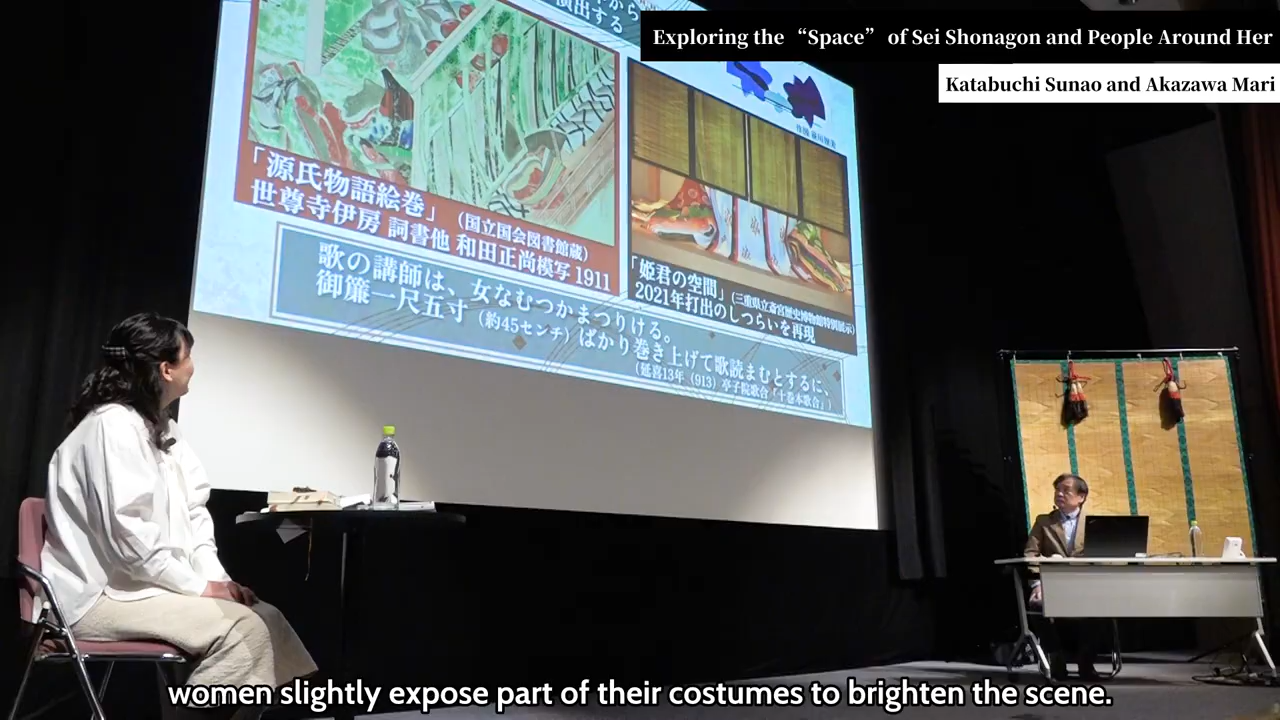 Exploring the “Space” of Sei Shonagon and People Around Her
Katabuchi Sunao and Akazawa Mari
から
演出する
「源氏物語絵巻」（国立国会図書館蔵）
世尊寺伊房 詞書他 和田正尚模写 1911
「姫君の空間」（三重県立斎宮歴史博物館特別展示）
2021年打出のしつらいを再現
歌の講師は、女なむつかまつりける。
御簾一尺五寸（約45センチ）ばかり巻き上げて歌読まむとするに、
（延喜13年（913）亭子院歌合『十巻本歌合』）
women slightly expose part of their costumes to brighten the scene.